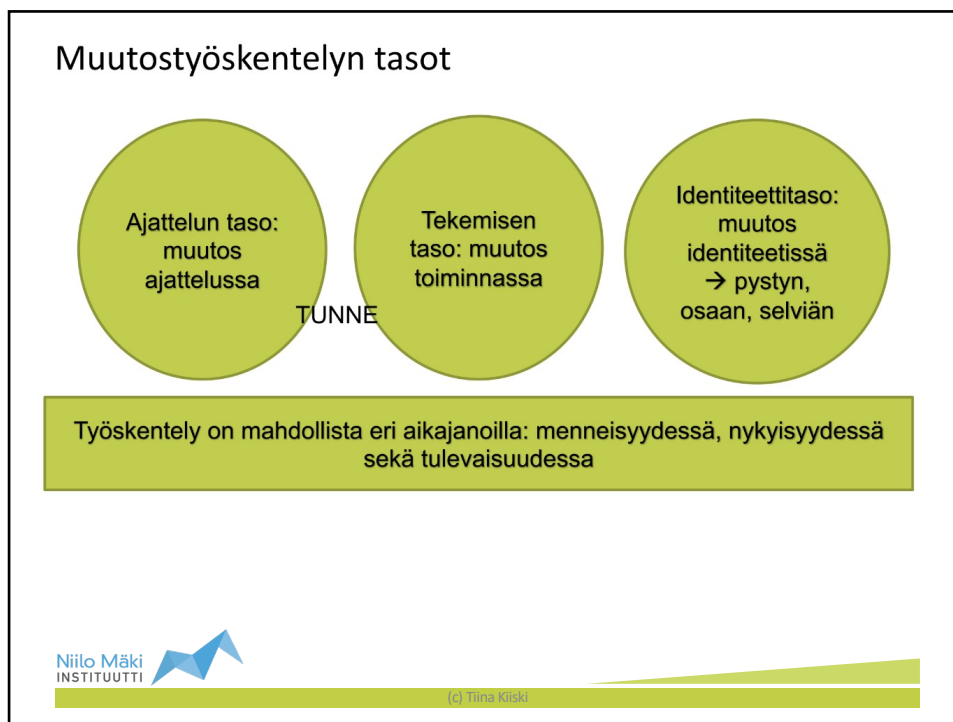 Muutostyöskentelyn tasot
Ajattelun taso:
muutos
ajattelussa
TUNNE
Tekemisen
taso: muutos
toiminnassa
Identiteettitaso:
muutos
identiteetissä
→ pystyn,
osaan, selviän
Työskentely on mahdollista eri aikajanoilla: menneisyydessä, nykyisyydessä
sekä tulevaisuudessa
Niilo Mäki
INSTITUUTTI
(c) Tiina Kiiski